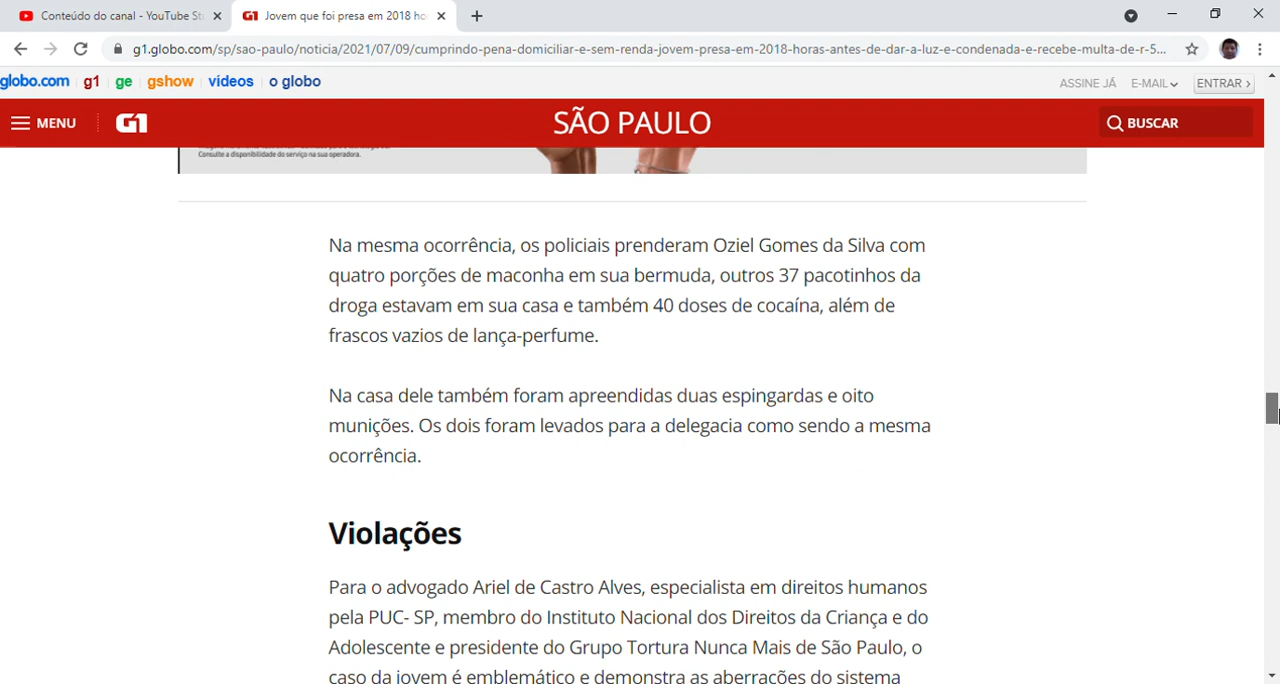 Conteúdo do canal - YouTube St
Jovem que foi presa em 2018 ho
g1.globo.com/sp/sao-paulo/noticia/2021/07/09/cumprindo-pena-domiciliar-e-sem-renda-jovem-presa-em-2018-horas-antes-de-dar-a-luz-e-condenada-e-recebe-multa-de-r-5...
globo.com g1 ge gshow vídeos o globo
ASSINE JÁ E-MAIL ENTRAR ›
MENU G1 SÃO PAULO BUSCAR
Consulte a disponibilidade do serviço na sua operadora.
Na mesma ocorrência, os policiais prenderam Oziel Gomes da Silva com
quatro porções de maconha em sua bermuda, outros 37 pacotinhos da
droga estavam em sua casa e também 40 doses de cocaína, além de
frascos vazios de lança-perfume.
Na casa dele também foram apreendidas duas espingardas e oito
munições. Os dois foram levados para a delegacia como sendo a mesma
ocorrência.
Violações
Para o advogado Ariel de Castro Alves, especialista em direitos humanos
pela PUC- SP, membro do Instituto Nacional dos Direitos da Criança e do
Adolescente e presidente do Grupo Tortura Nunca Mais de São Paulo, o
caso da jovem é emblemático e demonstra as aberrações do sistema